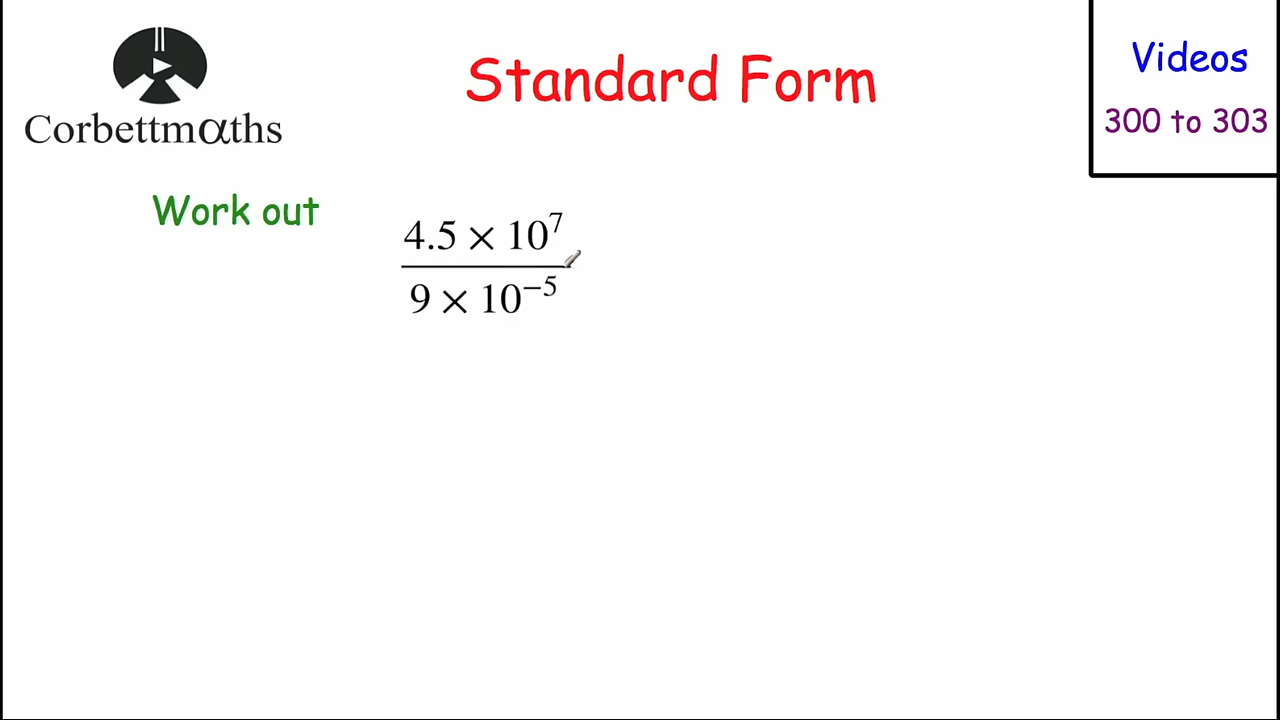 Corbettmαths
Standard Form
Videos
300 to 303
Work out
4.5 × 10⁷
9 × 10⁻⁵